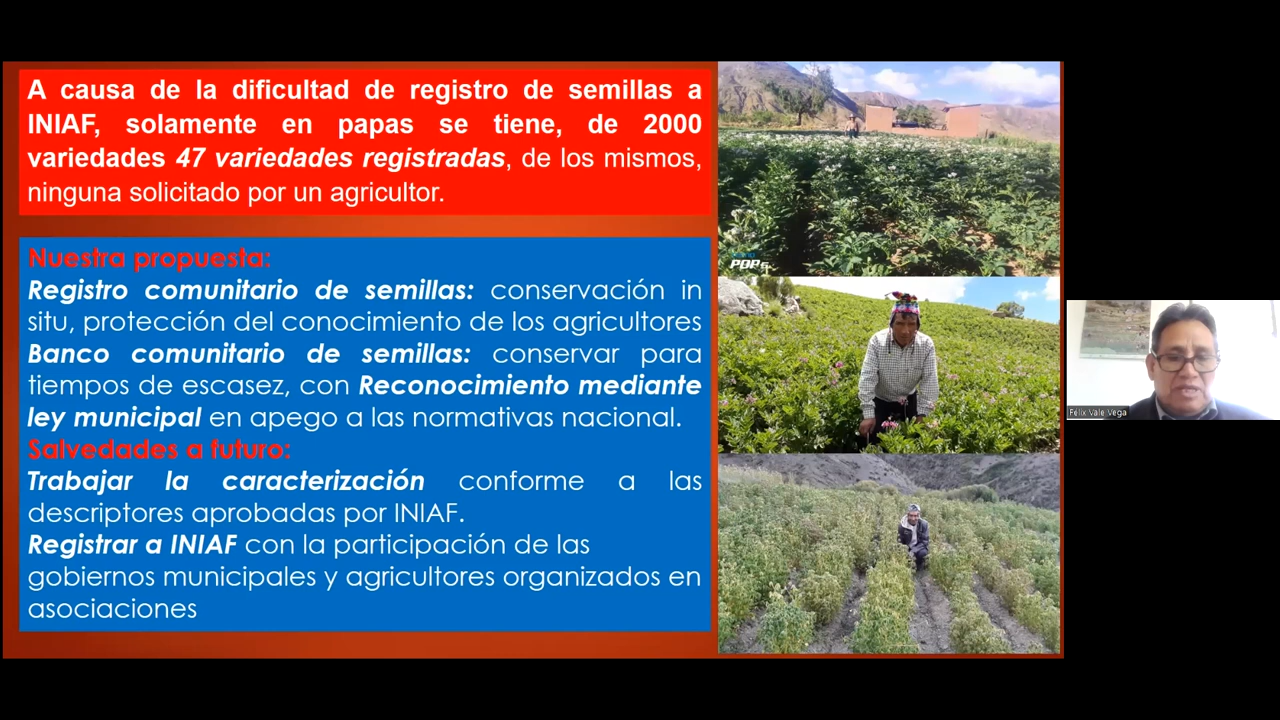 A causa de la dificultad de registro de semillas a
INIAF, solamente en papas se tiene, de 2000
variedades 47 variedades registradas, de los mismos,
ninguna solicitado por un agricultor.
Nuestra propuesta:
Registro comunitario de semillas: conservación in
situ, protección del conocimiento de los agricultores
Banco comunitario de semillas: conservar para
tiempos de escasez, con Reconocimiento mediante
ley municipal en apego a las normativas nacional.
Salvedades a futuro:
Trabajar la caracterización conforme a las
descriptores aprobadas por INIAF.
Registrar a INIAF con la participación de las
gobiernos municipales y agricultores organizados en
asociaciones
Félix Vale Vega